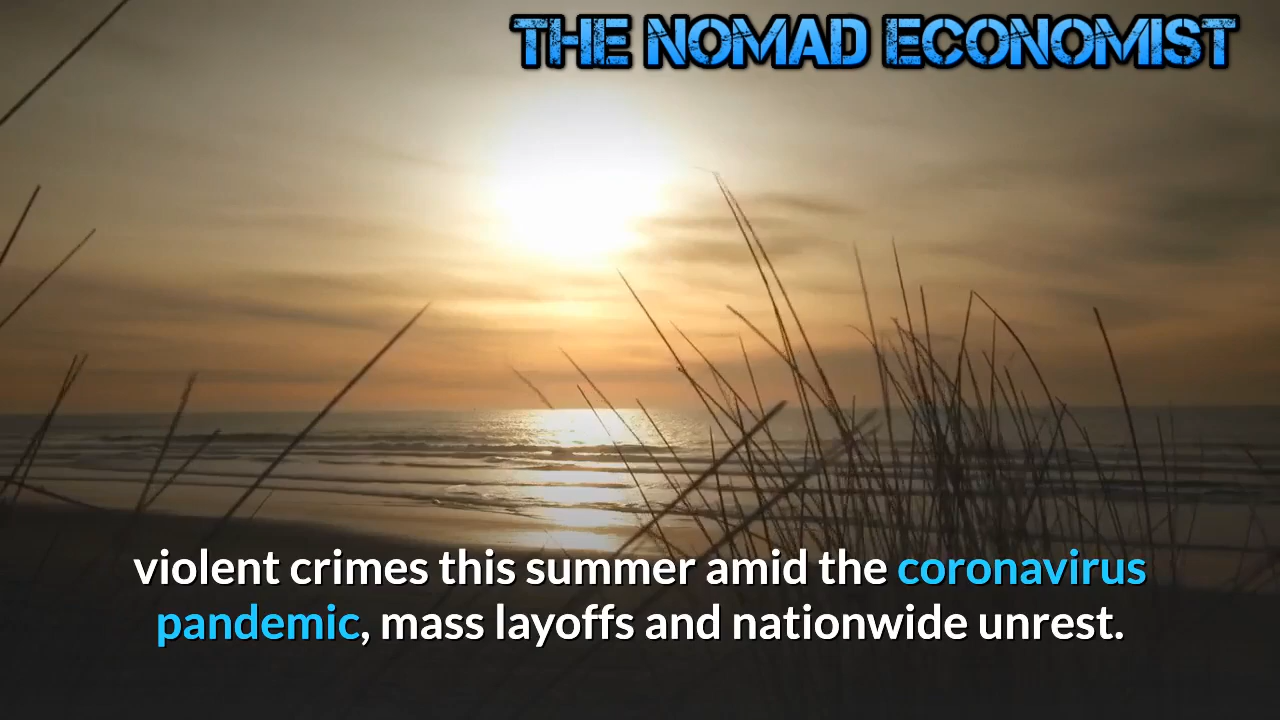 THE NOMAD ECONOMIST
violent crimes this summer amid the coronavirus
pandemic, mass layoffs and nationwide unrest.